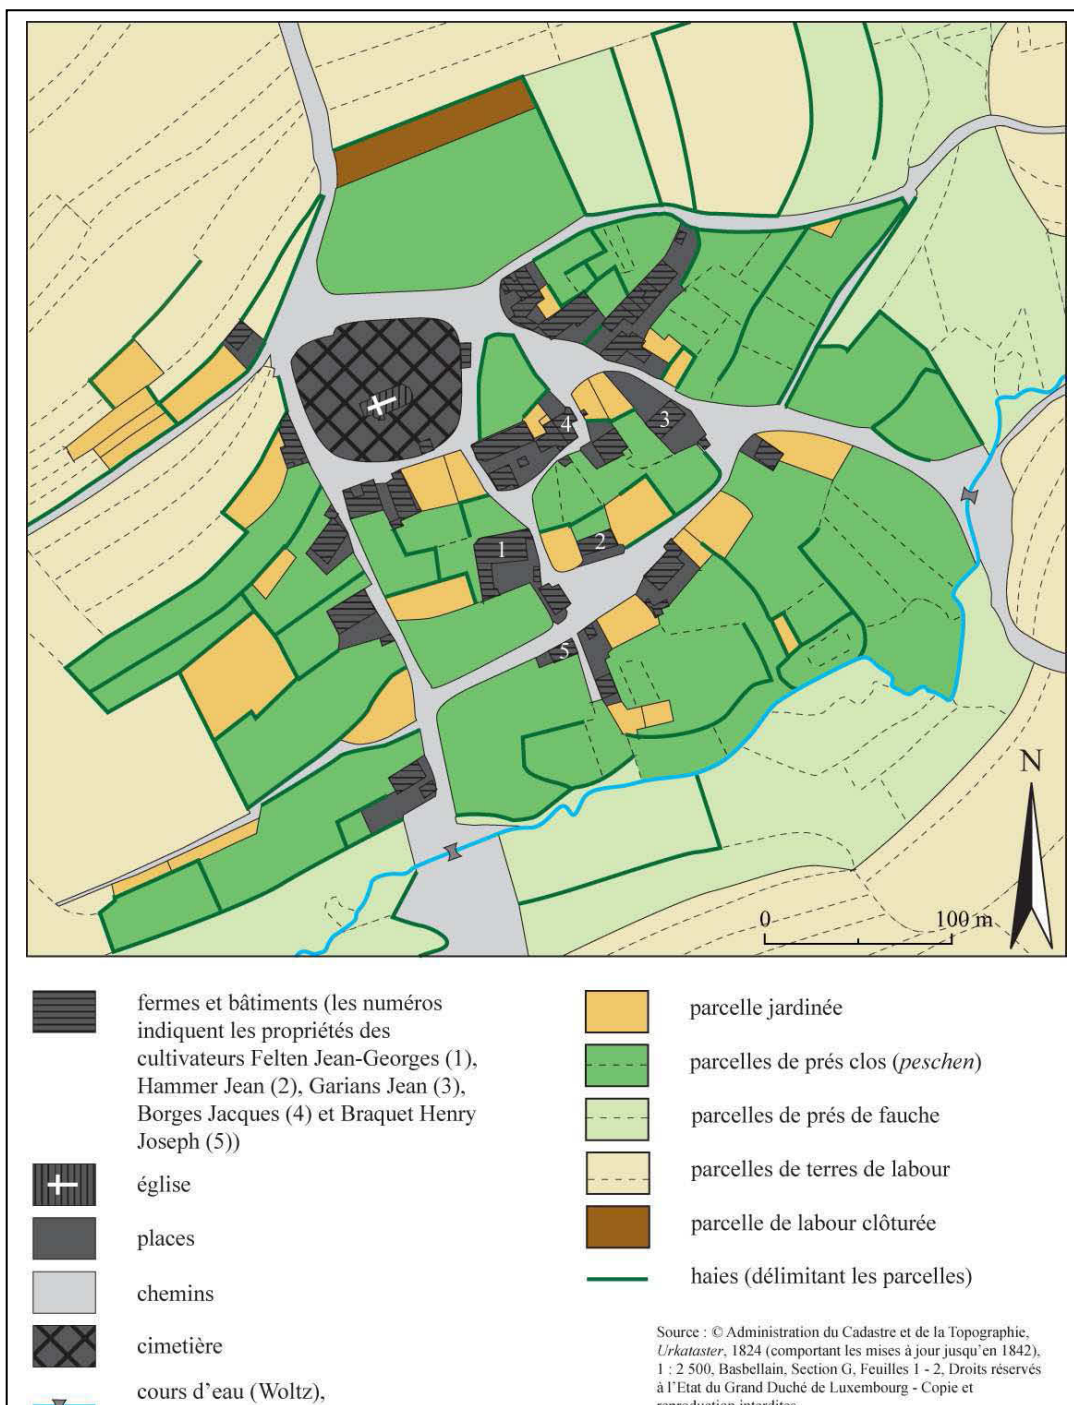 4
3
1
2
5
N
0
100 m
fermes et bâtiments (les numéros
indiquent les propriétés des
cultivateurs Felten Jean-Georges (1),
Hammer Jean (2), Garians Jean (3),
Borges Jacques (4) et Braquet Henry
Joseph (5))
église
places
chemins
cimetière
cours d'eau (Woltz),
parcelle jardinée
parcelles de prés clos (peschen)
parcelles de prés de fauche
parcelles de terres de labour
parcelle de labour clôturée
haies (délimitant les parcelles)
Source : © Administration du Cadastre et de la Topographie,
Urkataster, 1824 (comportant les mises à jour jusqu'en 1842),
1 : 2 500, Basbellain, Section G, Feuilles 1 - 2, Droits réservés
à l'Etat du Grand Duché de Luxembourg - Copie et
reproduction interdites